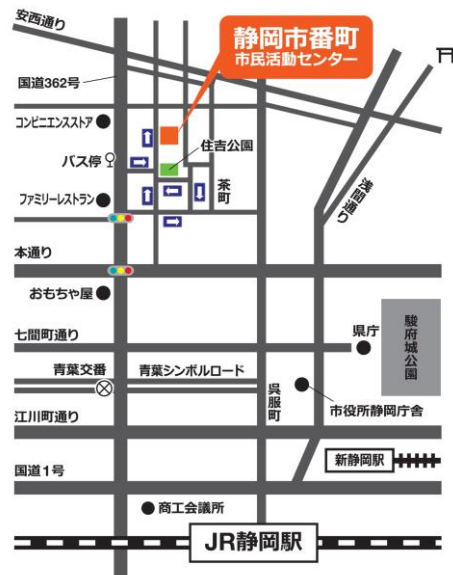 安西通り
静岡市番町
市民活動センター
国道362号
コンビニエンスストア
住吉公園
バス停
茶町
ファミリーレストラン
浅間通り
本通り
おもちゃ屋
七間町通り
県庁
駿府城公園
青葉交番
青葉シンボルロード
呉服町
市役所静岡庁舎
江川町通り
新静岡駅
国道1号
商工会議所
JR静岡駅